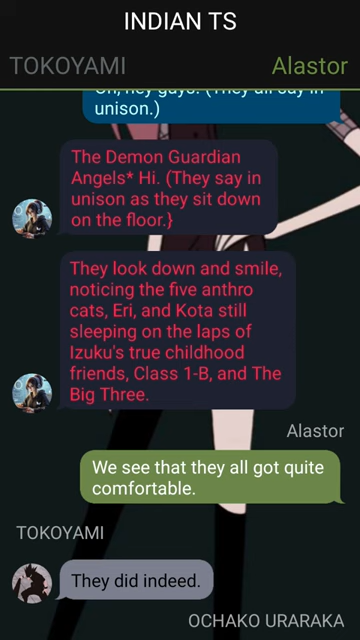 INDIAN TS
TOKOYAMI
Alastor
Oh, hey guys. (They all say in
unison.)
The Demon Guardian
Angels* Hi. (They say in
unison as they sit down
on the floor.}
They look down and smile,
noticing the five anthro
cats, Eri, and Kota still
sleeping on the laps of
Izuku's true childhood
friends, Class 1-B, and The
Big Three.
Alastor
We see that they all got quite
comfortable.
TOKOYAMI
They did indeed.
OCHAKO URARAKA